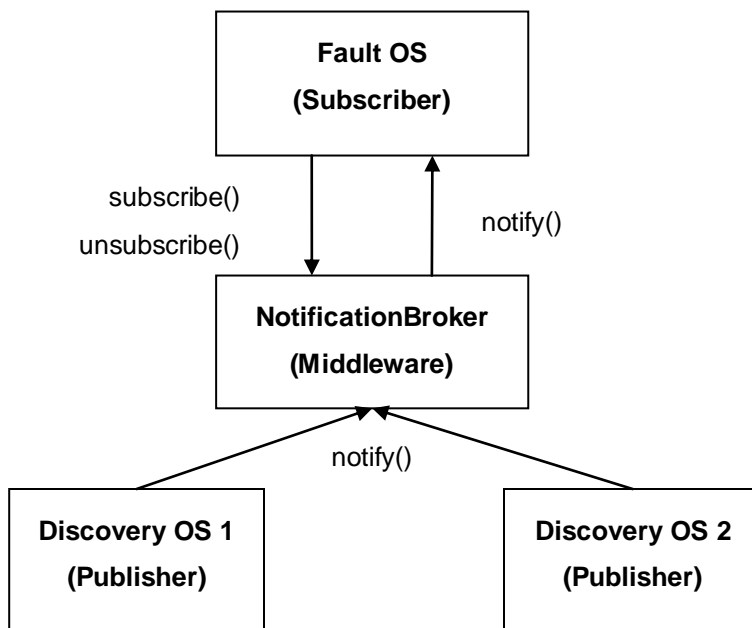 Fault OS
(Subscriber)
subscribe()
unsubscribe()
notify()
NotificationBroker
(Middleware)
notify()
Discovery OS 1
(Publisher)
Discovery OS 2
(Publisher)